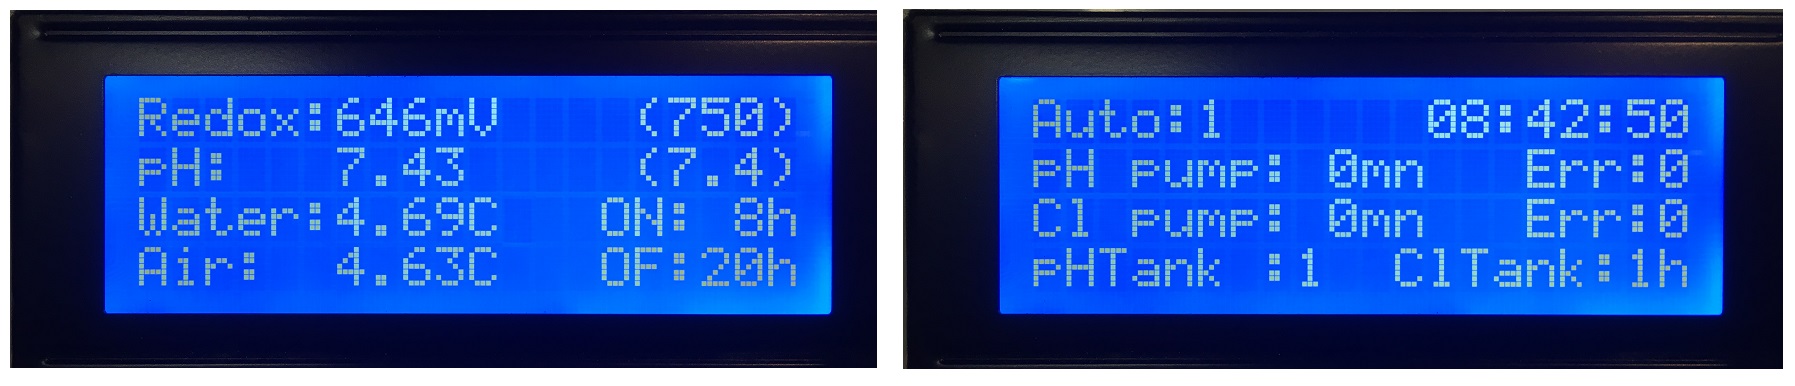 Redox:646mV (750)
pH: 7.43 (7.4)
Water:4.69C ON: 8h
Air: 4.63C OF:20h
Auto:1 08:42:50
pH pump: 0mn Err:0
Cl pump: 0mn Err:0
pHTank :1 ClTank:1h